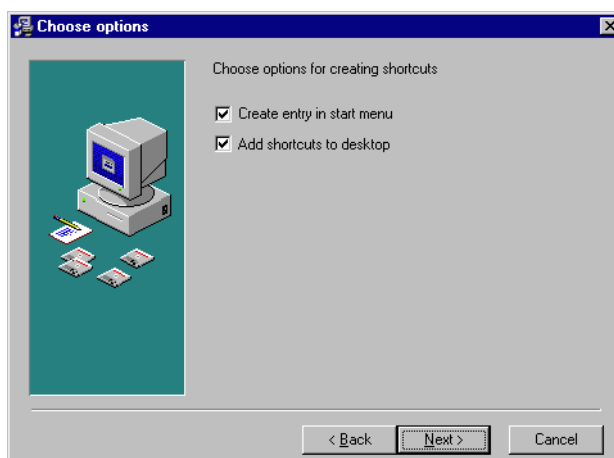 Choose options
Choose options for creating shortcuts
Create entry in start menu
Add shortcuts to desktop
< Back
Next >
Cancel